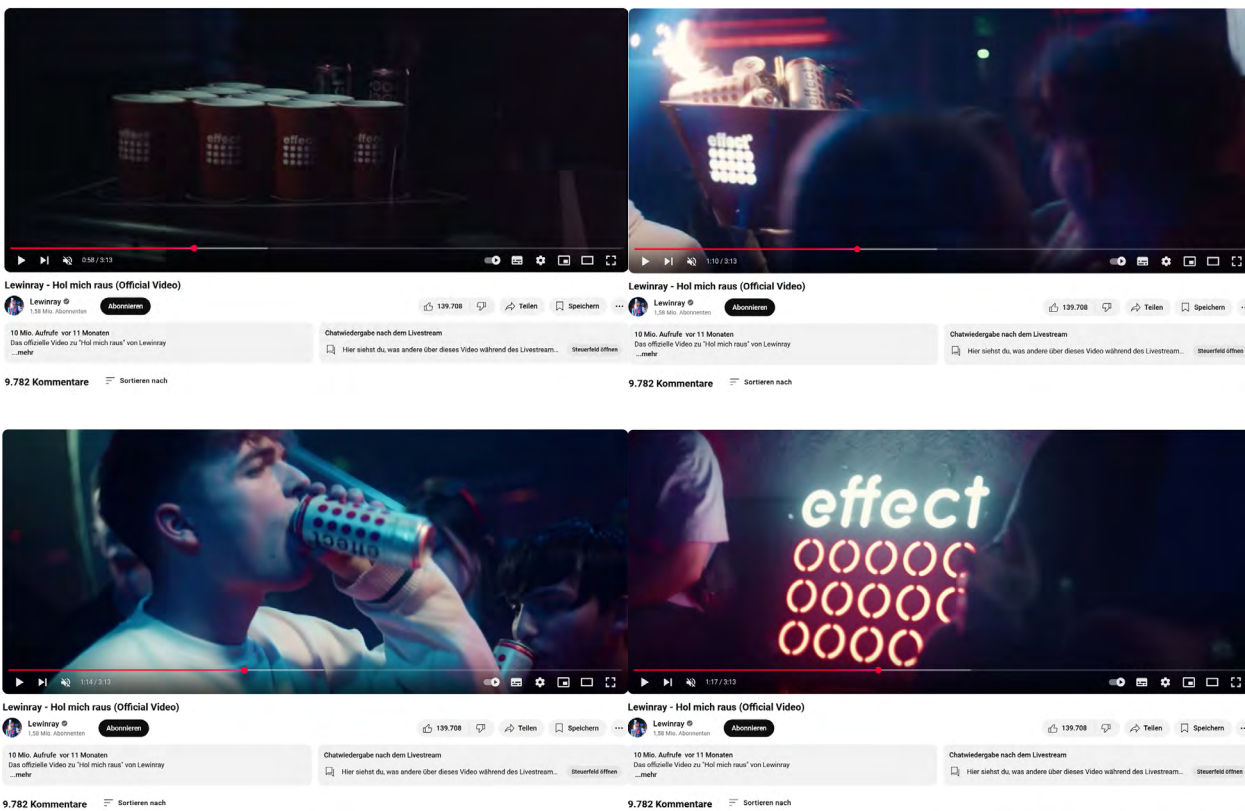 effect
effect
effect
0:58 / 3:13
Lewinray - Hol mich raus (Official Video)
Lewinray
1,58 Mio. Abonnenten
Abonnieren
139.708
Teilen
Speichern
10 Mio. Aufrufe vor 11 Monaten
Das offizielle Video zu "Hol mich raus" von Lewinray
...mehr
Chatwiedergabe nach dem Livestream
Hier siehst du, was andere über dieses Video während des Livestream...
Steuerfeld öffnen
9.782 Kommentare
Sortieren nach
effect
effect
1:10 / 3:13
Lewinray - Hol mich raus (Official Video)
Lewinray
1,58 Mio. Abonnenten
Abonnieren
139.708
Teilen
Speichern
10 Mio. Aufrufe vor 11 Monaten
Das offizielle Video zu "Hol mich raus" von Lewinray
...mehr
Chatwiedergabe nach dem Livestream
Hier siehst du, was andere über dieses Video während des Livestream...
Steuerfeld öffnen
9.782 Kommentare
Sortieren nach
effect
1:14 / 3:13
Lewinray - Hol mich raus (Official Video)
Lewinray
1,58 Mio. Abonnenten
Abonnieren
139.708
Teilen
Speichern
10 Mio. Aufrufe vor 11 Monaten
Das offizielle Video zu "Hol mich raus" von Lewinray
...mehr
Chatwiedergabe nach dem Livestream
Hier siehst du, was andere über dieses Video während des Livestream...
Steuerfeld öffnen
9.782 Kommentare
Sortieren nach
effect
1:17 / 3:13
Lewinray - Hol mich raus (Official Video)
Lewinray
1,58 Mio. Abonnenten
Abonnieren
139.708
Teilen
Speichern
10 Mio. Aufrufe vor 11 Monaten
Das offizielle Video zu "Hol mich raus" von Lewinray
...mehr
Chatwiedergabe nach dem Livestream
Hier siehst du, was andere über dieses Video während des Livestream...
Steuerfeld öffnen
9.782 Kommentare
Sortieren nach